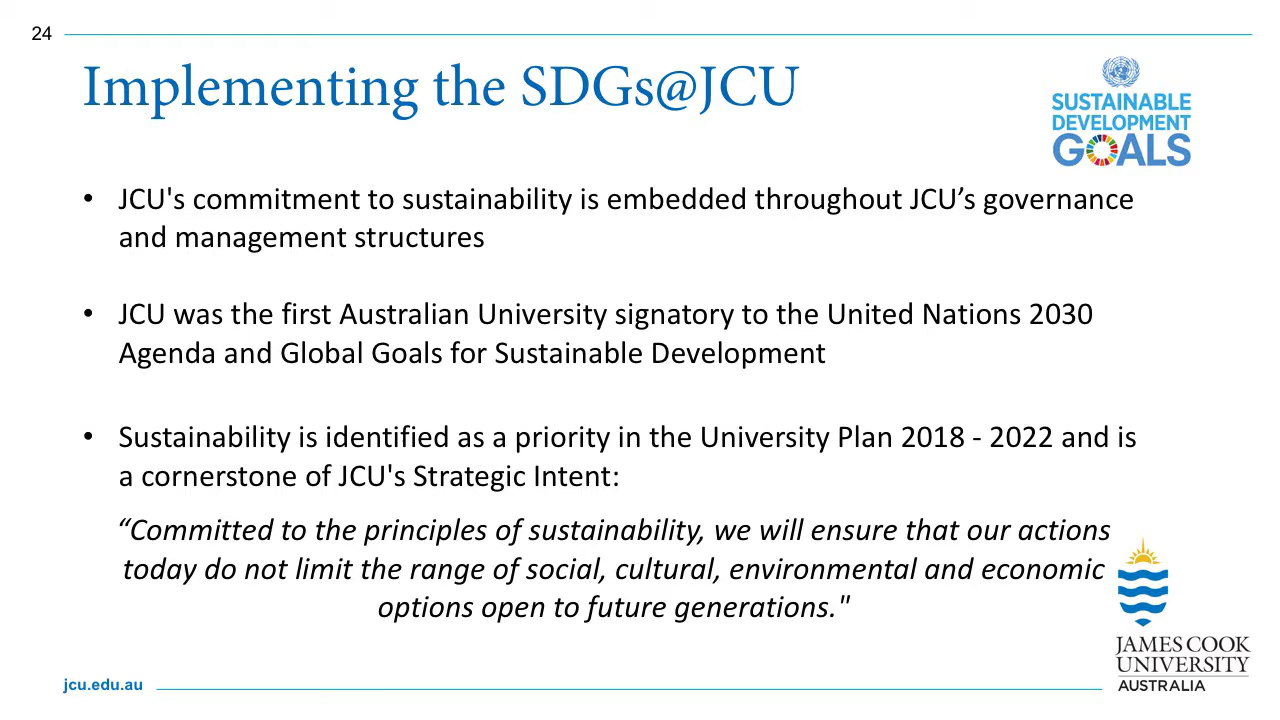 24
Implementing the SDGs@JCU
SUSTAINABLE
DEVELOPMENT
GOALS
• JCU's commitment to sustainability is embedded throughout JCU’s governance
and management structures
• JCU was the first Australian University signatory to the United Nations 2030
Agenda and Global Goals for Sustainable Development
• Sustainability is identified as a priority in the University Plan 2018 - 2022 and is
a cornerstone of JCU's Strategic Intent:
“Committed to the principles of sustainability, we will ensure that our actions
today do not limit the range of social, cultural, environmental and economic
options open to future generations."
JAMES COOK
UNIVERSITY
AUSTRALIA
jcu.edu.au